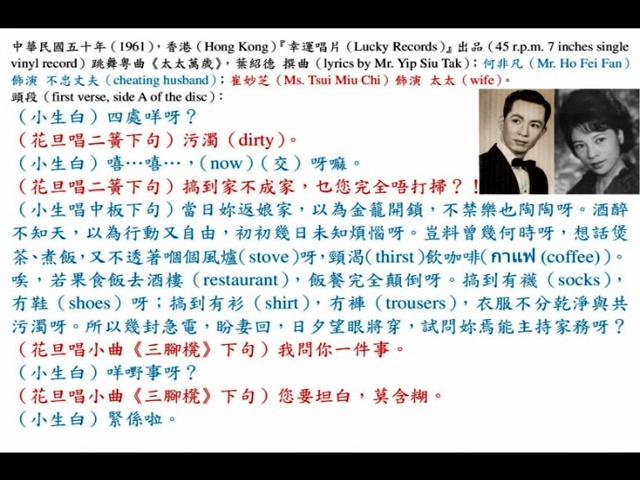 中華民國五十年（1961），香港（Hong Kong）『幸運唱片（Lucky Records）』出品（45 r.p.m. 7 inches single
vinyl record）跳舞粵曲《太太萬歲》，葉紹德 撰曲（lyrics by Mr. Yip Siu Tak）；何非凡（Mr. Ho Fei Fan）
飾演 不忠丈夫（cheating husband）；崔妙芝（Ms. Tsui Miu Chi）飾演 太太（wife）。
頭段（first verse, side A of the disc）：
（小生白）四處咩呀？
（花旦唱二簧下句）污濁（dirty）。
（小生白）嘻…嘻…，（now）（交）呀嘛。
（花旦唱二簧下句）搞到家不成家，乜您完全唔打掃？！
（小生唱中板下句）當日妳返娘家，以為金籠開鎖，不禁樂也陶陶呀。酒醉
不知天，以為行動又自由，初初幾日未知煩惱呀。豈料曾幾何時呀，想話煲
茶、煮飯，又不透著嗰個風爐（stove）呀，頸渴（thirst）飲咖啡（กาแฟ（coffee））。
唉，若果食飯去酒樓（restaurant），飯餐完全顛倒呀。搞到有襪（socks），
冇鞋（shoes）呀；搞到有衫（shirt），冇褲（trousers），衣服不分乾淨與共
污濁呀。所以幾封急電，盼妻回，日夕望眼將穿，試問妳焉能主持家務呀？
（花旦唱小曲《三腳櫈》下句）我問你一件事。
（小生白）咩嘢事呀？
（花旦唱小曲《三腳櫈》下句）您要坦白，莫含糊。
（小生白）緊係啦。